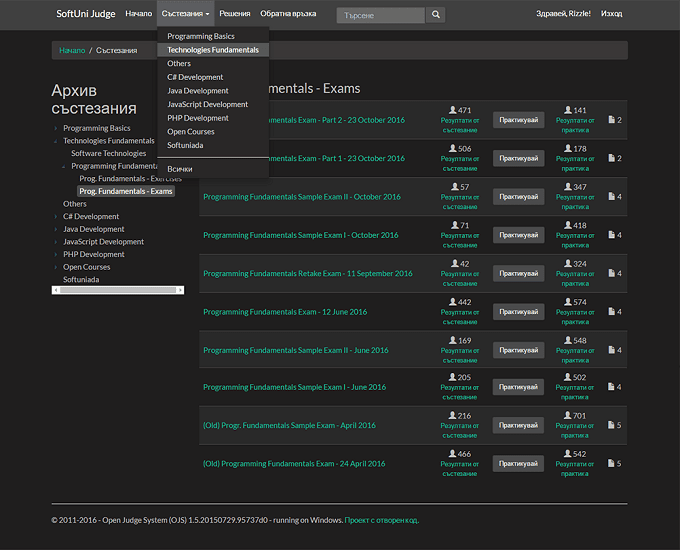 SoftUni Judge Начало Състезания Решения Обратна връзка Търсене Здравей, Rizzle! Изход
Programming Basics
Technologies Fundamentals
Others
C# Development
Java Development
JavaScript Development
PHP Development
Open Courses
Softuniada
Всички
Начало / Състезания
Архив
състезания
Programming Basics
Technologies Fundamentals
Software Technologies
Programming Fundamenta
Prog. Fundamentals - Exercises
Prog. Fundamentals - Exams
Others
C# Development
Java Development
JavaScript Development
PHP Development
Open Courses
Softuniada
mentals - Exams
mentals Exam - Part 2 - 23 October 2016 471 Резултати от състезание Практикувай 141 Резултати от практика 2
mentals Exam - Part 1 - 23 October 2016 506 Резултати от състезание Практикувай 178 Резултати от практика 2
Programming Fundamentals Sample Exam II - October 2016 57 Резултати от състезание Практикувай 347 Резултати от практика 4
Programming Fundamentals Sample Exam I - October 2016 71 Резултати от състезание Практикувай 418 Резултати от практика 4
Programming Fundamentals Retake Exam - 11 September 2016 42 Резултати от състезание Практикувай 324 Резултати от практика 4
Programming Fundamentals Exam - 12 June 2016 442 Резултати от състезание Практикувай 574 Резултати от практика 4
Programming Fundamentals Sample Exam II - June 2016 169 Резултати от състезание Практикувай 548 Резултати от практика 4
Programming Fundamentals Sample Exam I - June 2016 205 Резултати от състезание Практикувай 502 Резултати от практика 4
(Old) Progr. Fundamentals Sample Exam - April 2016 216 Резултати от състезание Практикувай 701 Резултати от практика 5
(Old) Programming Fundamentals Exam - 24 April 2016 466 Резултати от състезание Практикувай 542 Резултати от практика 5
© 2011-2016 - Open Judge System (OJS) 1.5.20150729.95737d0 - running on Windows. Проект с отворен код.